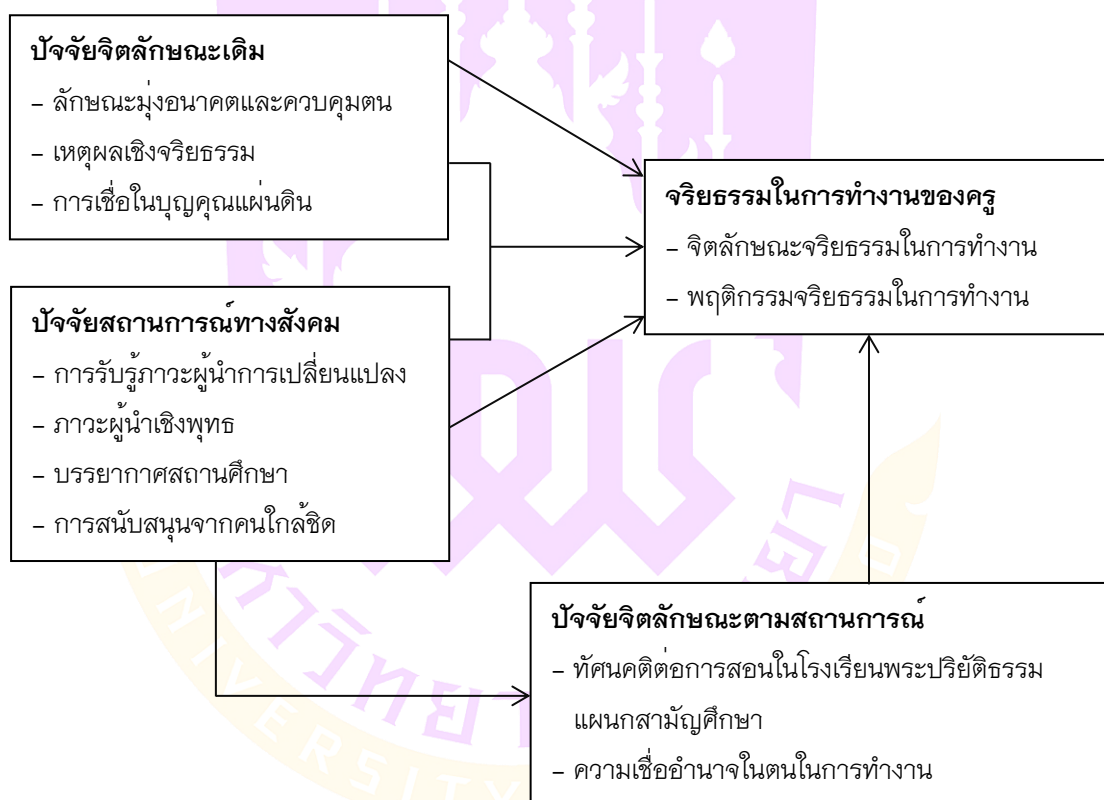 ปัจจัยจิตลักษณะเดิม
– ลักษณะมุ่งอนาคตและควบคุมตน
– เหตุผลเชิงจริยธรรม
– การเชื่อในบุญคุณแผ่นดิน
จริยธรรมในการทำงานของครู
– จิตลักษณะจริยธรรมในการทำงาน
– พฤติกรรมจริยธรรมในการทำงาน
ปัจจัยสถานการณ์ทางสังคม
– การรับรู้ภาวะผู้นำการเปลี่ยนแปลง
– ภาวะผู้นำเชิงพุทธ
– บรรยากาศสถานศึกษา
– การสนับสนุนจากคนใกล้ชิด
ปัจจัยจิตลักษณะตามสถานการณ์
– ทัศนคติต่อการสอนในโรงเรียนพระปริยัติธรรม
แผนกสามัญศึกษา
– ความเชื่ออำนาจในตนในการทำงาน